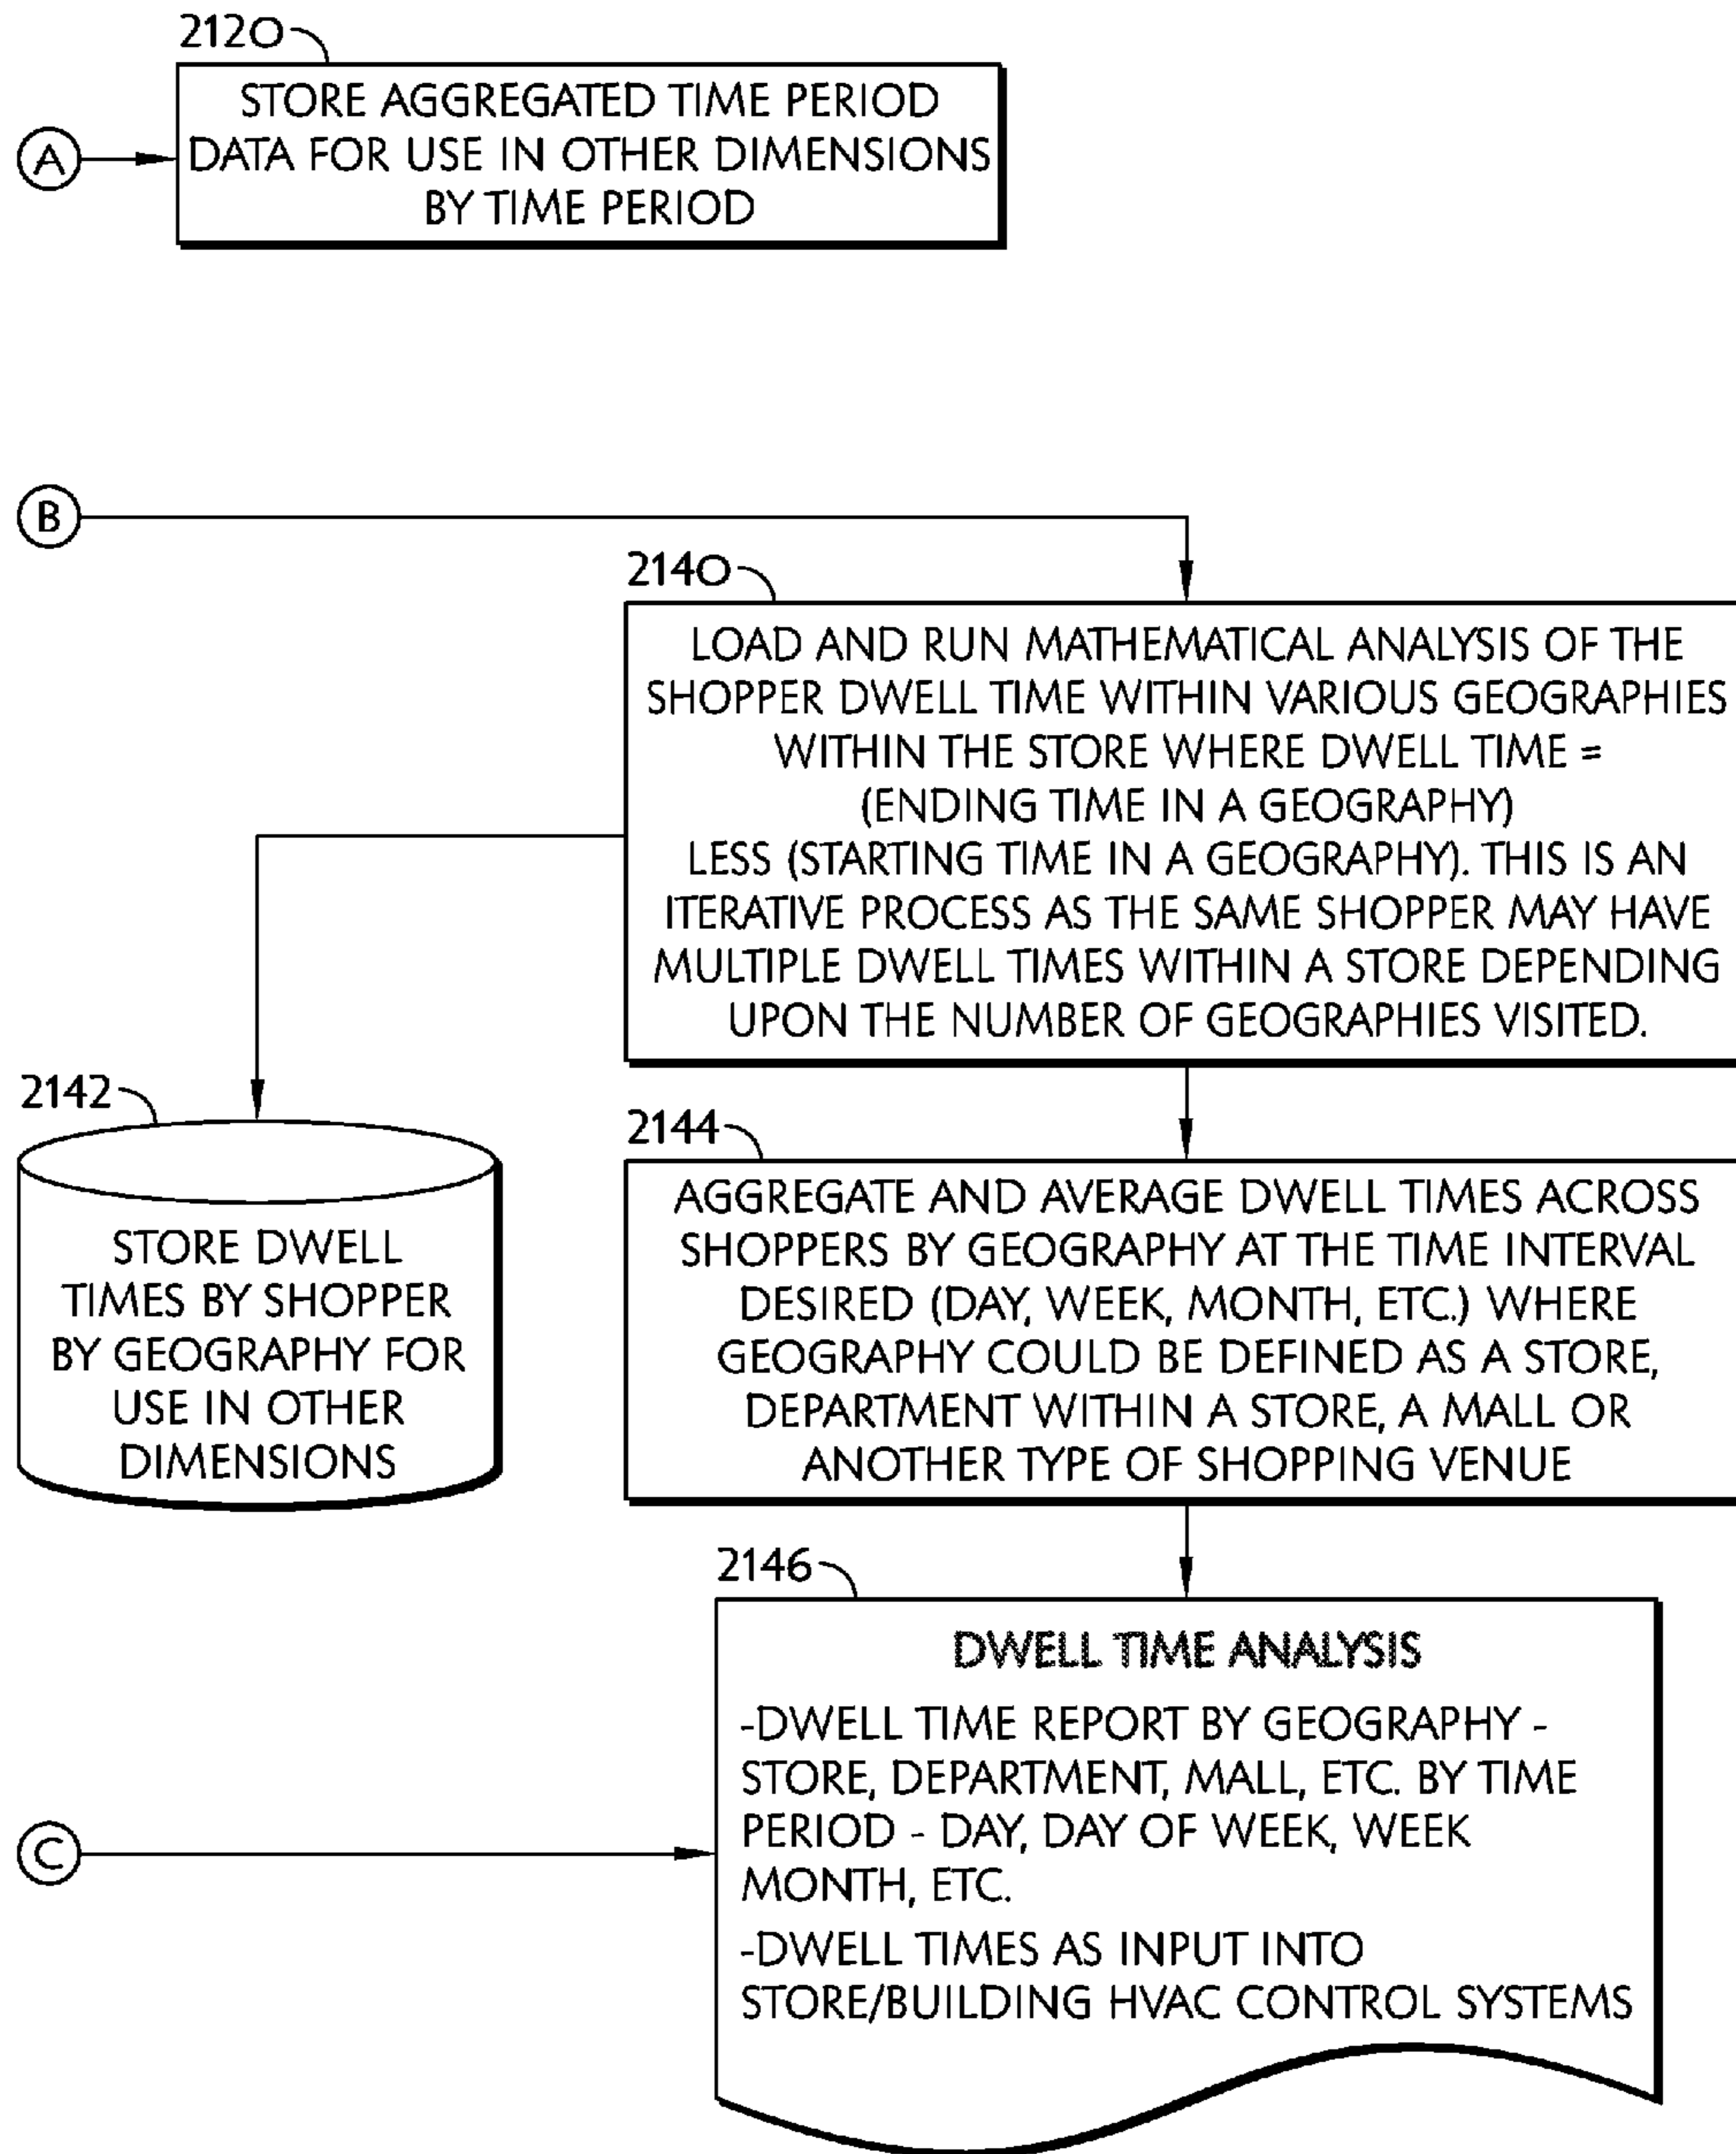 2120
STORE AGGREGATED TIME PERIOD
DATA FOR USE IN OTHER DIMENSIONS
BY TIME PERIOD
A
B
2140
LOAD AND RUN MATHEMATICAL ANALYSIS OF THE
SHOPPER DWELL TIME WITHIN VARIOUS GEOGRAPHIES
WITHIN THE STORE WHERE DWELL TIME =
(ENDING TIME IN A GEOGRAPHY)
LESS (STARTING TIME IN A GEOGRAPHY). THIS IS AN
ITERATIVE PROCESS AS THE SAME SHOPPER MAY HAVE
MULTIPLE DWELL TIMES WITHIN A STORE DEPENDING
UPON THE NUMBER OF GEOGRAPHIES VISITED.
2142
STORE DWELL
TIMES BY SHOPPER
BY GEOGRAPHY FOR
USE IN OTHER
DIMENSIONS
2144
AGGREGATE AND AVERAGE DWELL TIMES ACROSS
SHOPPERS BY GEOGRAPHY AT THE TIME INTERVAL
DESIRED (DAY, WEEK, MONTH, ETC.) WHERE
GEOGRAPHY COULD BE DEFINED AS A STORE,
DEPARTMENT WITHIN A STORE, A MALL OR
ANOTHER TYPE OF SHOPPING VENUE
2146
DWELL TIME ANALYSIS
-DWELL TIME REPORT BY GEOGRAPHY -
STORE, DEPARTMENT, MALL, ETC. BY TIME
PERIOD - DAY, DAY OF WEEK, WEEK
MONTH, ETC.
-DWELL TIMES AS INPUT INTO
STORE/BUILDING HVAC CONTROL SYSTEMS
C